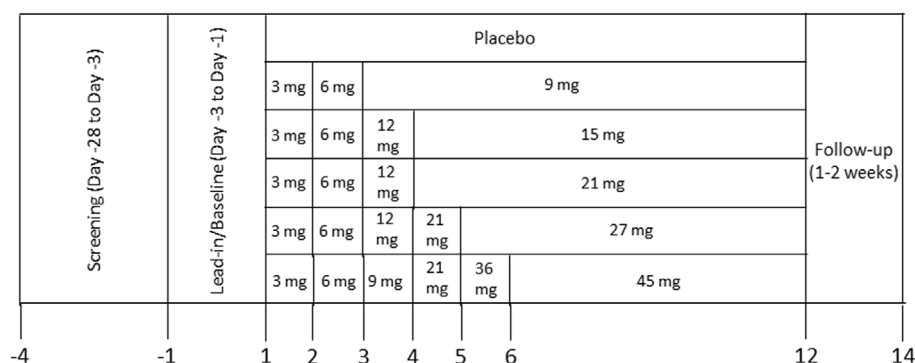 Screening (Day -28 to Day -3)
Lead-in/Baseline (Day -3 to Day -1)
Placebo
3 mg 6 mg 9 mg
3 mg 6 mg 12 mg 15 mg
3 mg 6 mg 12 mg 21 mg
3 mg 6 mg 12 mg 21 mg 27 mg
3 mg 6 mg 9 mg 21 mg 36 mg 45 mg
Follow-up
(1-2 weeks)
-4 -1 1 2 3 4 5 6 12 14